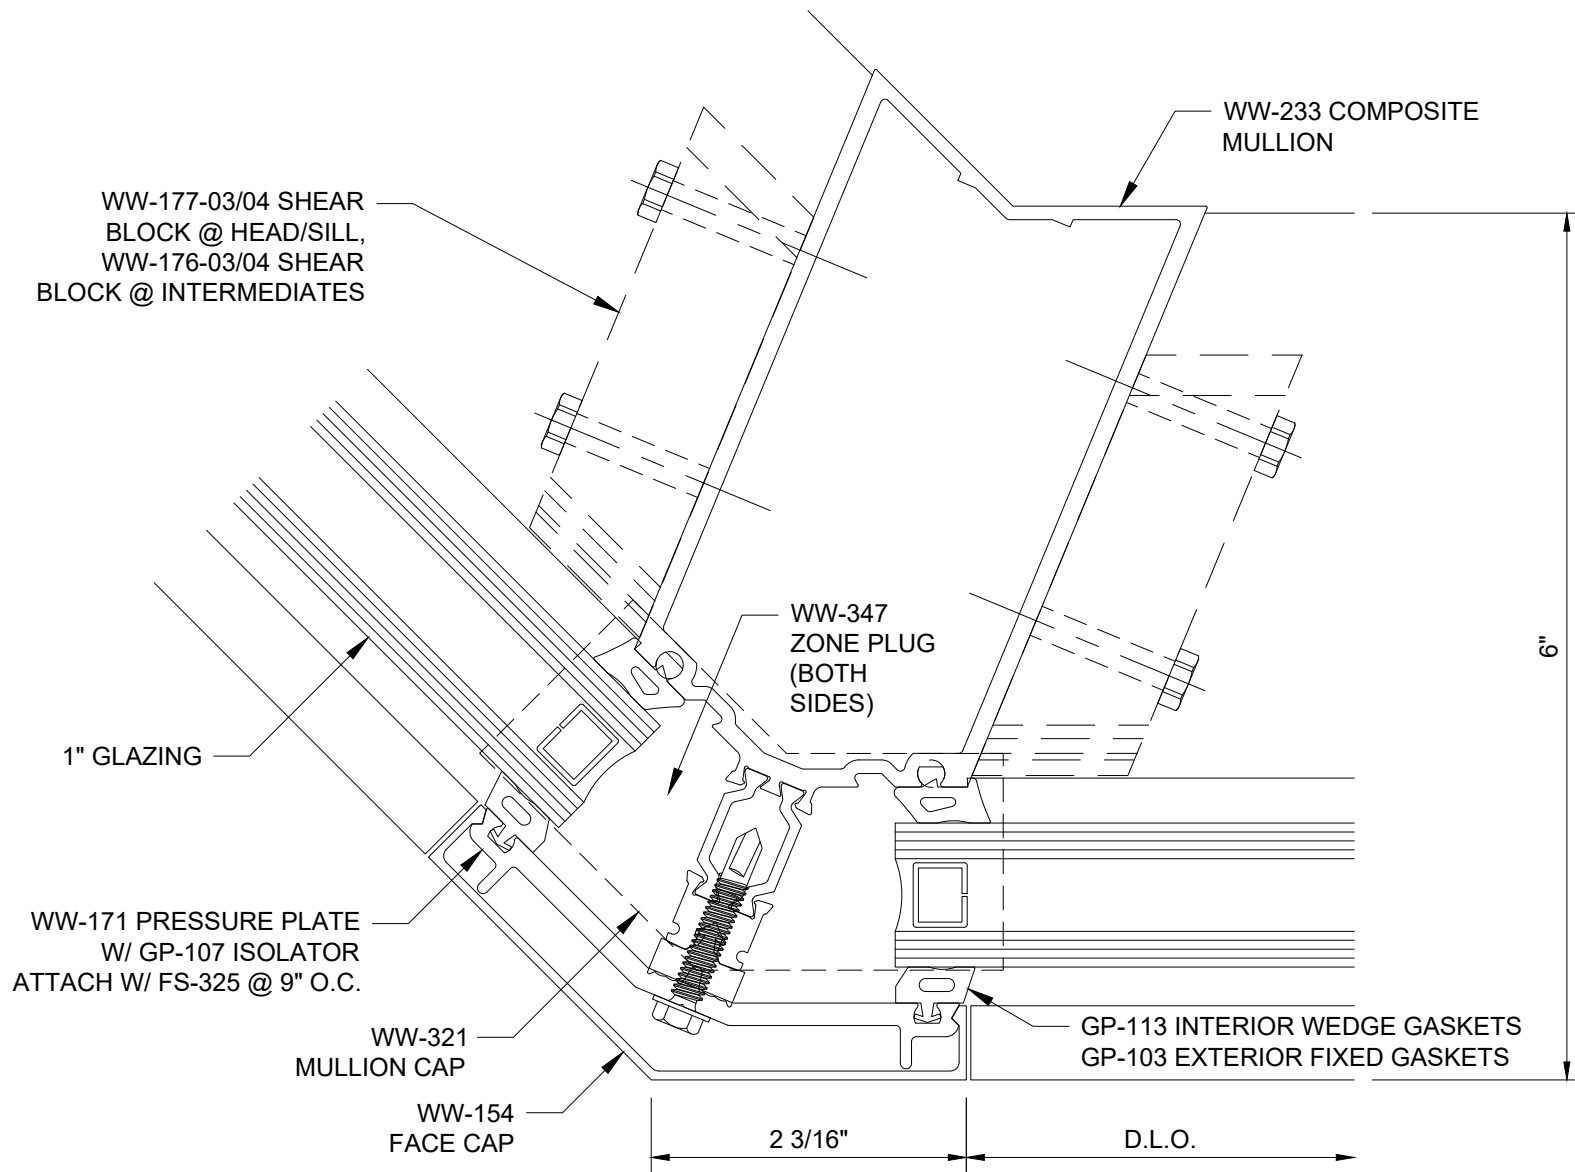 WW-233 COMPOSITE
MULLION
WW-177-03/04 SHEAR
BLOCK @ HEAD/SILL,
WW-176-03/04 SHEAR
BLOCK @ INTERMEDIATES
WW-347
ZONE PLUG
(BOTH
SIDES)
6"
1" GLAZING
WW-171 PRESSURE PLATE
W/ GP-107 ISOLATOR
ATTACH W/ FS-325 @ 9" O.C.
WW-321
MULLION CAP
GP-113 INTERIOR WEDGE GASKETS
GP-103 EXTERIOR FIXED GASKETS
WW-154
FACE CAP
2 3/16"
D.L.O.